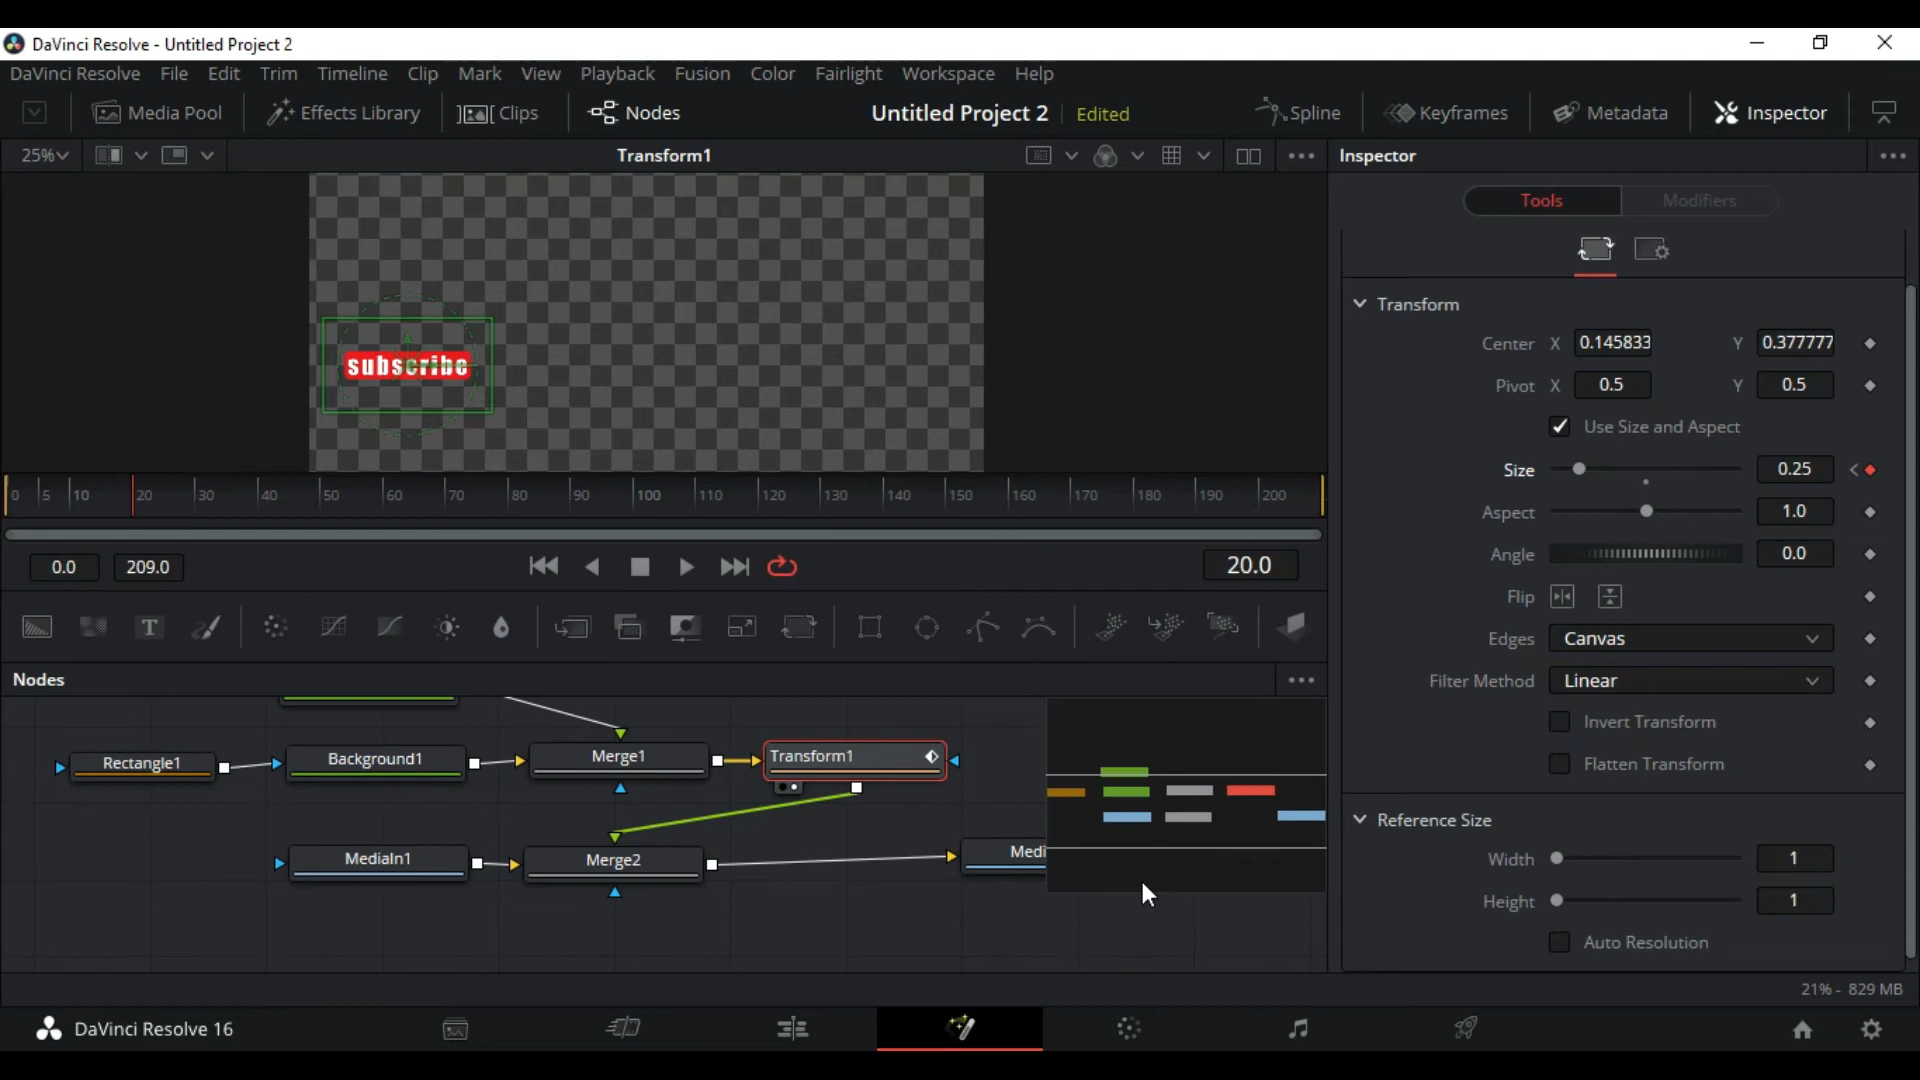 DaVinci Resolve - Untitled Project 2
DaVinci Resolve File Edit Trim Timeline Clip Mark View Playback Fusion Color Fairlight Workspace Help
Media Pool Effects Library Clips Nodes Untitled Project 2 Edited Spline Keyframes Metadata Inspector
25% Transform1 Inspector
Tools Modifiers
Transform
Center X 0.145833 Y 0.377777
Pivot X 0.5 Y 0.5
Use Size and Aspect
Size 0.25
Aspect 1.0
Angle 0.0
Flip
Edges Canvas
Filter Method Linear
Invert Transform
Flatten Transform
Reference Size
Width 1
Height 1
Auto Resolution
subscribe
0 5 10 20 30 40 50 60 70 80 90 100 110 120 130 140 150 160 170 180 190 200
0.0 209.0 20.0
T
Nodes
Rectangle1 Background1 Merge1 Transform1
MediaIn1 Merge2 Medi
21% - 829 MB
DaVinci Resolve 16